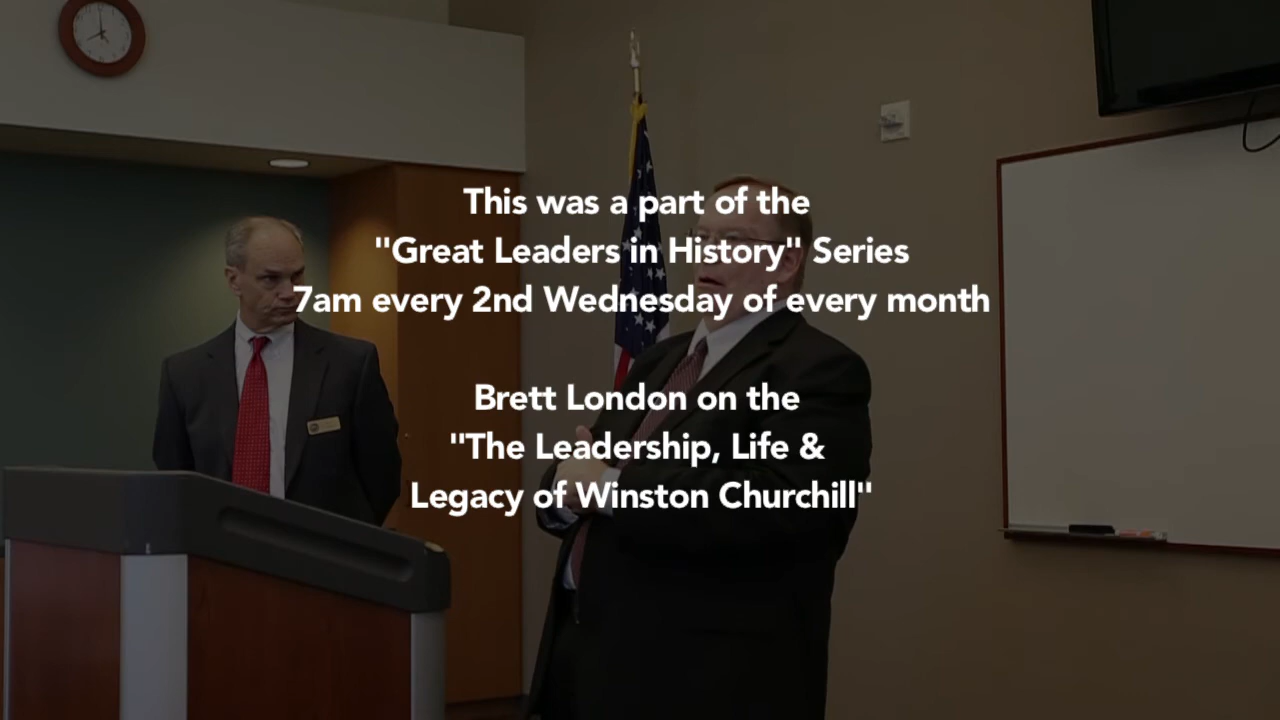 This was a part of the
"Great Leaders in History" Series
7am every 2nd Wednesday of every month
Brett London on the
"The Leadership, Life &
Legacy of Winston Churchill"